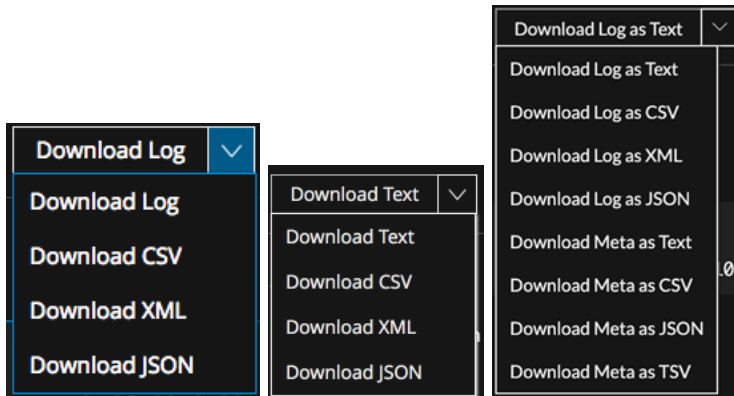 Download Log
Download Log
Download CSV
Download XML
Download JSON
Download Text
Download Text
Download CSV
Download XML
Download JSON
Download Log as Text
Download Log as Text
Download Log as CSV
Download Log as XML
Download Log as JSON
Download Meta as Text
Download Meta as CSV
Download Meta as JSON
Download Meta as TSV